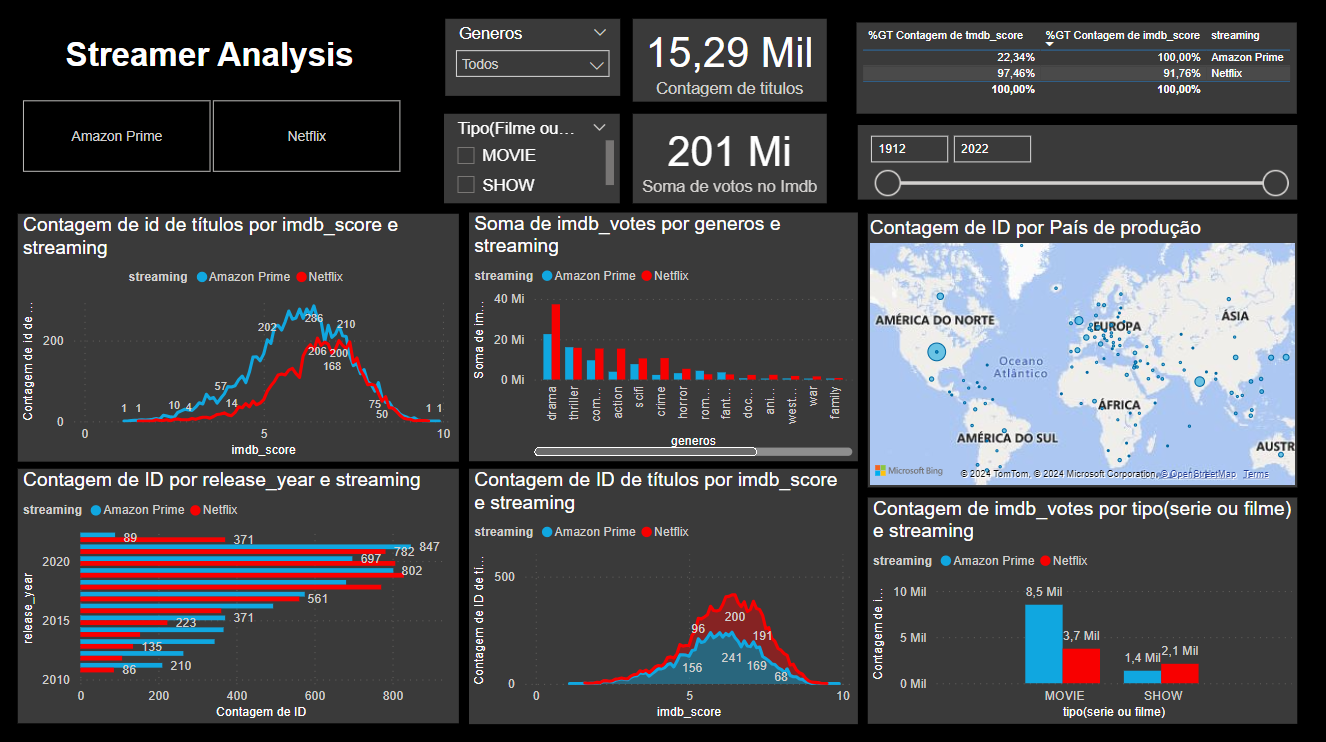 Streamer Analysis
Amazon Prime
Netflix
Generos
Todos
Tipo(Filme ou…
MOVIE
SHOW
15,29 Mil
Contagem de titulos
201 Mi
Soma de votos no Imdb
%GT Contagem de tmdb_score %GT Contagem de imdb_score streaming
22,34% 100,00% Amazon Prime
97,46% 91,76% Netflix
100,00% 100,00%
1912 2022
Contagem de id de títulos por imdb_score e
streaming
streaming Amazon Prime Netflix
Contagem de id de …
200
0
1 1 10 4 57 14 202 286 206 210 200 168 75 50 1 1
0 5 10
imdb_score
Soma de imdb_votes por generos e
streaming
streaming Amazon Prime Netflix
Soma de im…
40 Mi
20 Mi
0 Mi
drama thriller com… action scifi crime horror rom… fant… doc… ani… west… war family
generos
Contagem de ID por País de produção
AMÉRICA DO NORTE
EUROPA
ÁSIA
Oceano
Atlântico
ÁFRICA
AMÉRICA DO SUL
AUSTR
Microsoft Bing
© 2024 TomTom, © 2024 Microsoft Corporation, © OpenStreetMap Terms
Contagem de ID por release_year e streaming
streaming Amazon Prime Netflix
release_year
2020
2015
2010
89
371
847
782
697
802
561
371
223
135
210
86
0 200 400 600 800
Contagem de ID
Contagem de ID de títulos por imdb_score
e streaming
streaming Amazon Prime Netflix
Contagem de ID de tí…
500
0
96 200 191
156 241 169 68
0 5 10
imdb_score
Contagem de imdb_votes por tipo(serie ou filme)
e streaming
streaming Amazon Prime Netflix
Contagem de i…
10 Mil
5 Mil
0 Mil
8,5 Mil
3,7 Mil
1,4 Mil
2,1 Mil
MOVIE SHOW
tipo(serie ou filme)